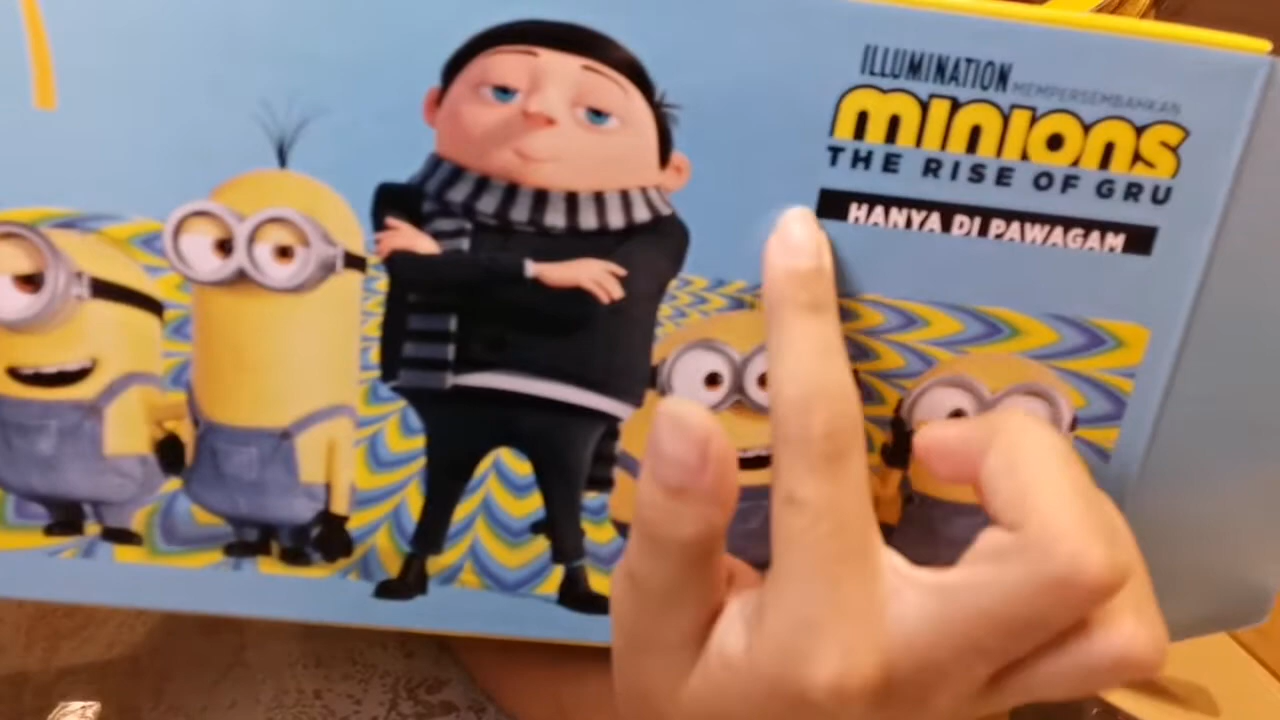 ILLUMINATION MEMPERSEMBAHKAN
minions
THE RISE OF GRU
HANYA DI PAWAGAM